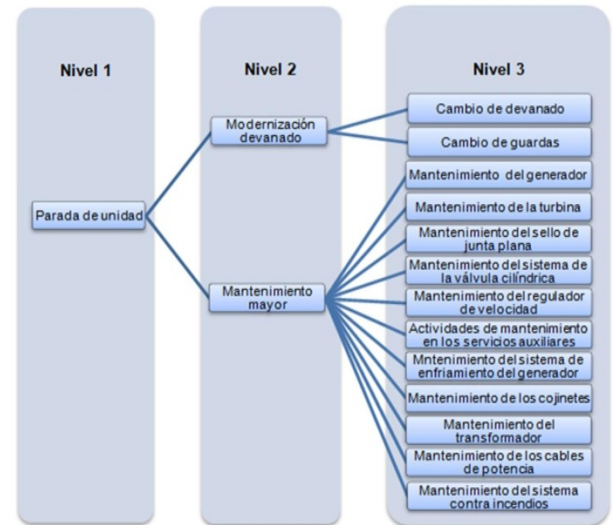 Nivel 1
Nivel 2
Nivel 3
Parada de unidad
Modernización
devanado
Mantenimiento
mayor
Cambio de devanado
Cambio de guardas
Mantenimiento del generador
Mantenimiento de la turbina
Mantenimiento del sello de
junta plana
Mantenimiento del sistema de
la válvula cilíndrica
Mantenimiento del regulador
de velocidad
Actividades de mantenimiento
en los servicios auxiliares
Mntenimiento del sistema de
enfriamiento del generador
Mantenimiento de los cojinetes
Mantenimiento del
transformador
Mantenimiento de los cables
de potencia
Mantenimiento del sistema
contra incendios